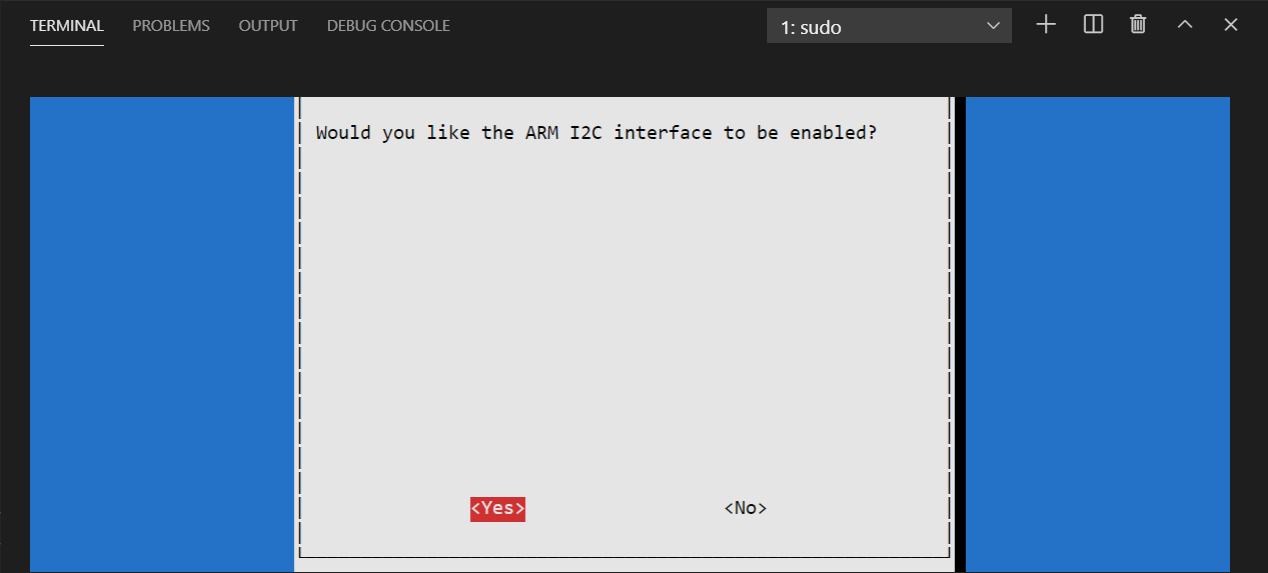 TERMINAL PROBLEMS OUTPUT DEBUG CONSOLE 1: sudo
Would you like the ARM I2C interface to be enabled?
<Yes> <No>